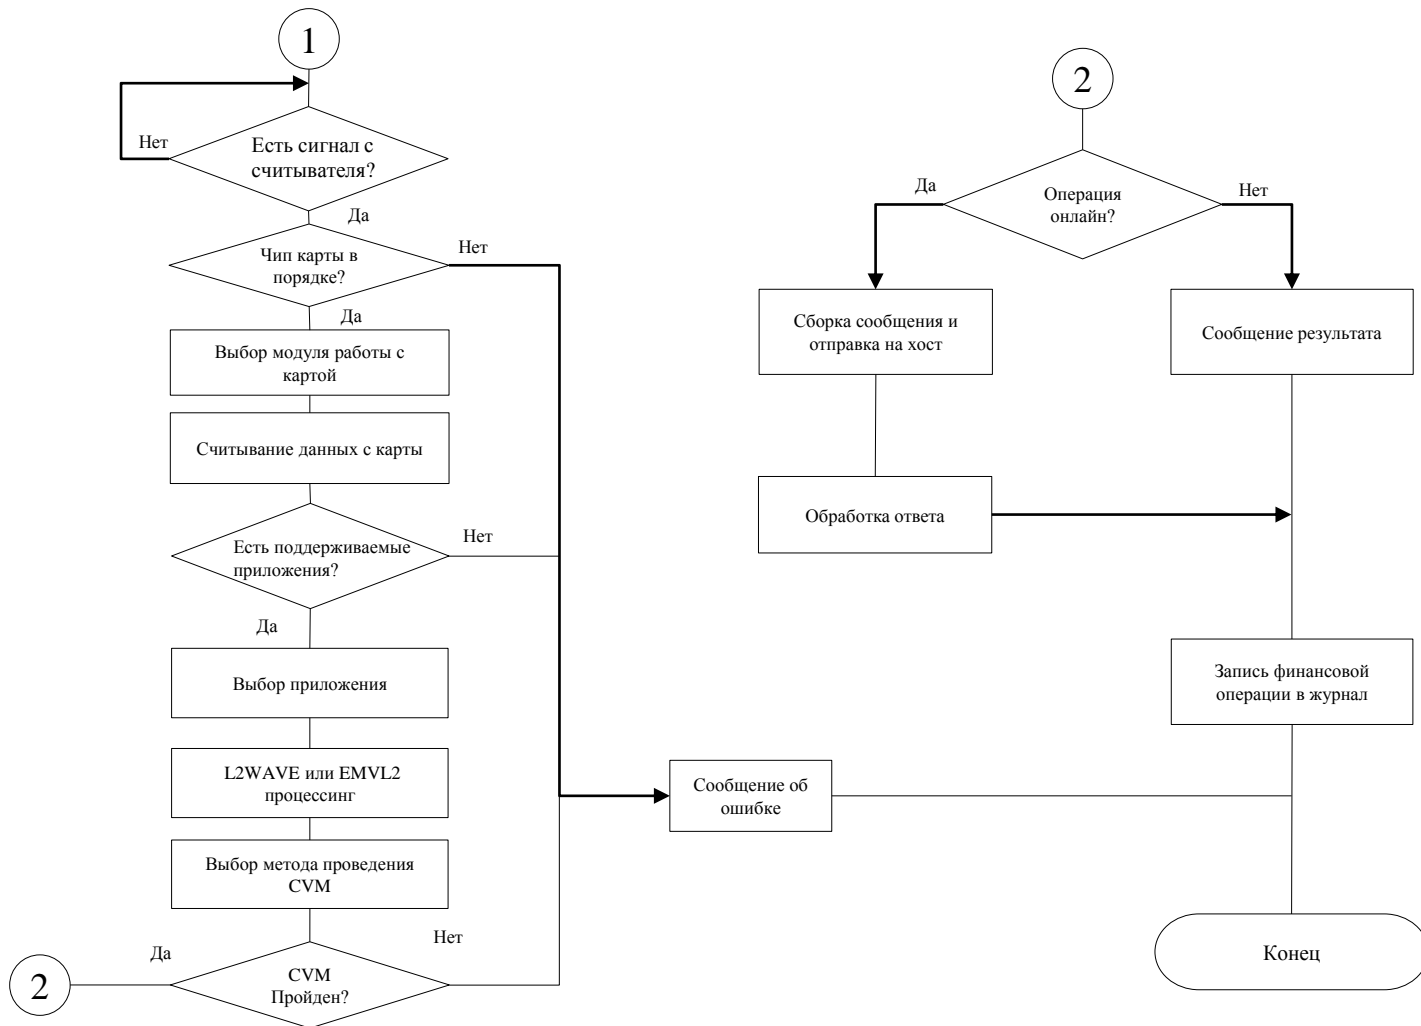 1
Нет
Есть сигнал с
считывателя?
Да
Чип карты в
порядке?
Нет
Да
Выбор модуля работы с
картой
Считывание данных с карты
Есть поддерживаемые
приложения?
Нет
Да
Выбор приложения
L2WAVE или EMVL2
процессинг
Выбор метода проведения
CVM
Да
Нет
CVM
Пройден?
2
Сообщение об
ошибке
2
Да
Операция
онлайн?
Нет
Сборка сообщения и
отправка на хост
Сообщение результата
Обработка ответа
Запись финансовой
операции в журнал
Конец